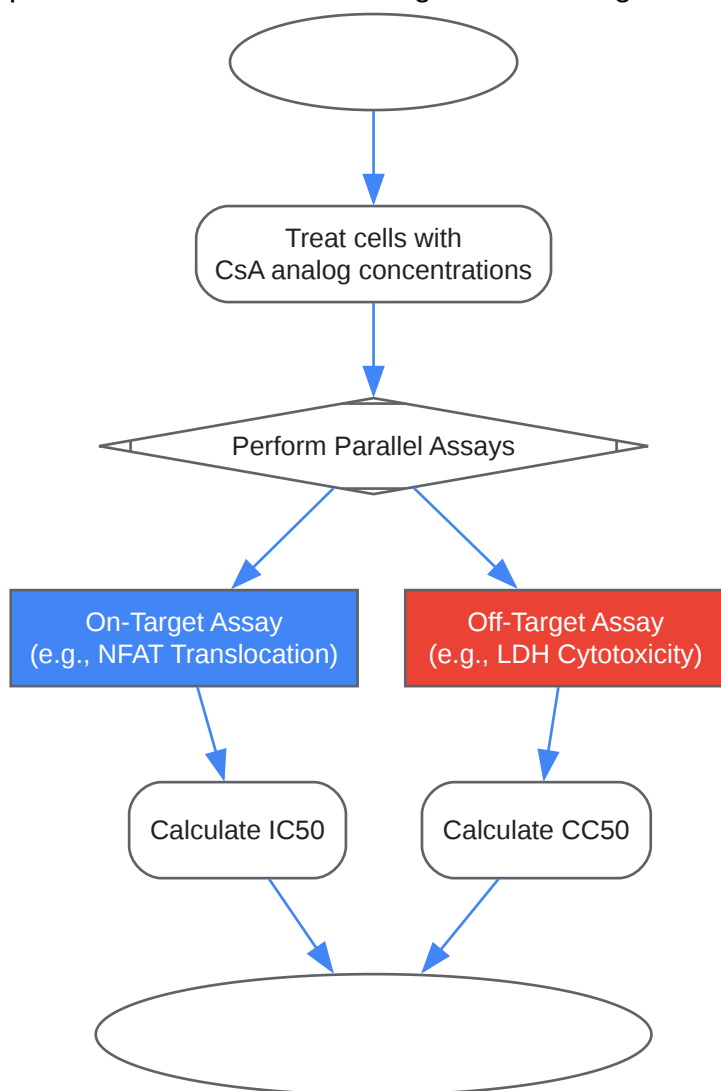 Treat cells with
CsA analog concentrations
Perform Parallel Assays
On-Target Assay
(e.g., NFAT Translocation)
Off-Target Assay
(e.g., LDH Cytotoxicity)
Calculate IC50
Calculate CC50